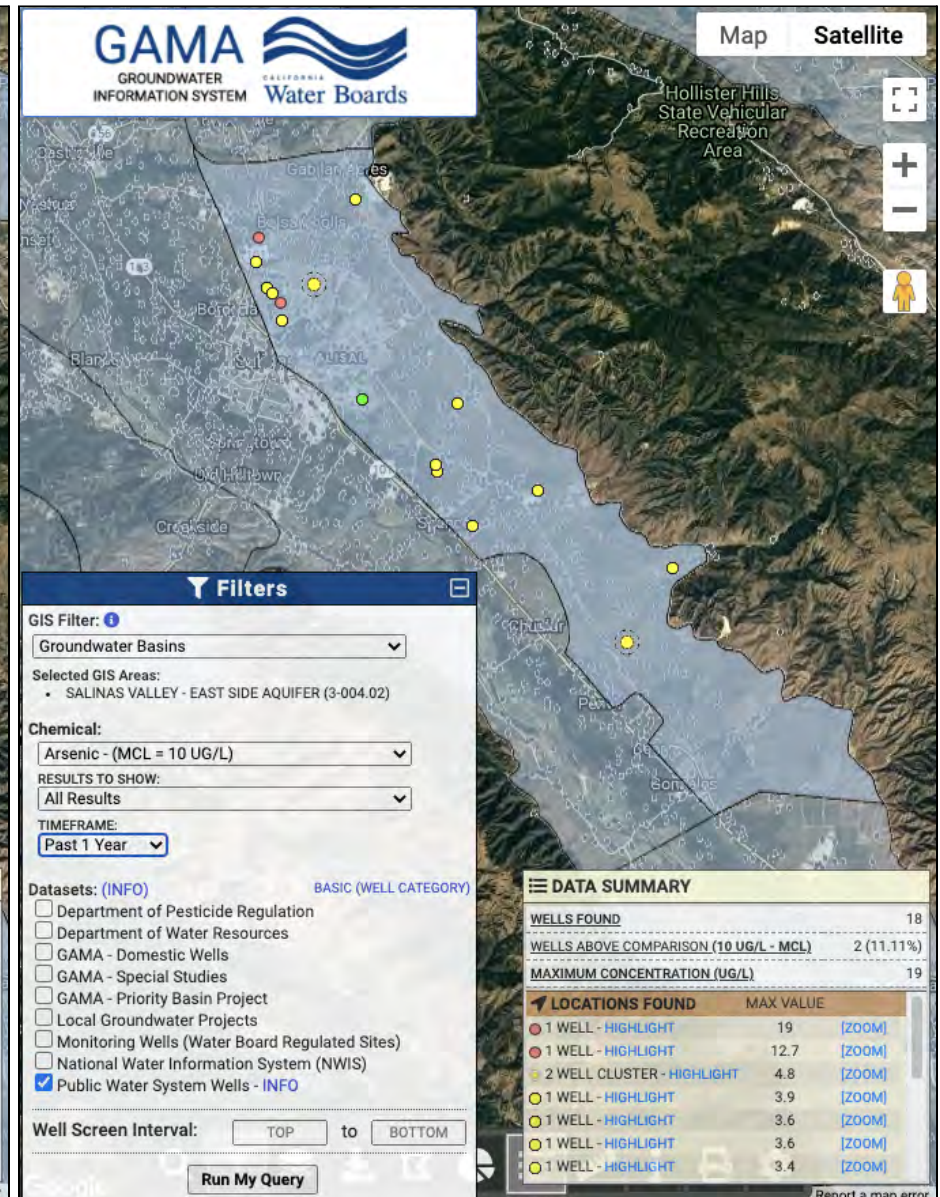 GAMA
GROUNDWATER
INFORMATION SYSTEM
CALIFORNIA
Water Boards
Map Satellite
Hollister Hills
State Vehicular
Recreation
Area
156
Gabilan Acres
183
ALISAL
Creekside
Chualar
Gonzales
Filters
GIS Filter:
Groundwater Basins
Selected GIS Areas:
• SALINAS VALLEY - EAST SIDE AQUIFER (3-004.02)
Chemical:
Arsenic - (MCL = 10 UG/L)
RESULTS TO SHOW:
All Results
TIMEFRAME:
Past 1 Year
Datasets: (INFO) BASIC (WELL CATEGORY)
Department of Pesticide Regulation
Department of Water Resources
GAMA - Domestic Wells
GAMA - Special Studies
GAMA - Priority Basin Project
Local Groundwater Projects
Monitoring Wells (Water Board Regulated Sites)
National Water Information System (NWIS)
Public Water System Wells - INFO
Well Screen Interval: TOP to BOTTOM
Run My Query
DATA SUMMARY
WELLS FOUND 18
WELLS ABOVE COMPARISON (10 UG/L - MCL) 2 (11.11%)
MAXIMUM CONCENTRATION (UG/L) 19
LOCATIONS FOUND MAX VALUE
1 WELL - HIGHLIGHT 19 [ZOOM]
1 WELL - HIGHLIGHT 12.7 [ZOOM]
2 WELL CLUSTER - HIGHLIGHT 4.8 [ZOOM]
1 WELL - HIGHLIGHT 3.9 [ZOOM]
1 WELL - HIGHLIGHT 3.6 [ZOOM]
1 WELL - HIGHLIGHT 3.6 [ZOOM]
1 WELL - HIGHLIGHT 3.4 [ZOOM]
Report a map error